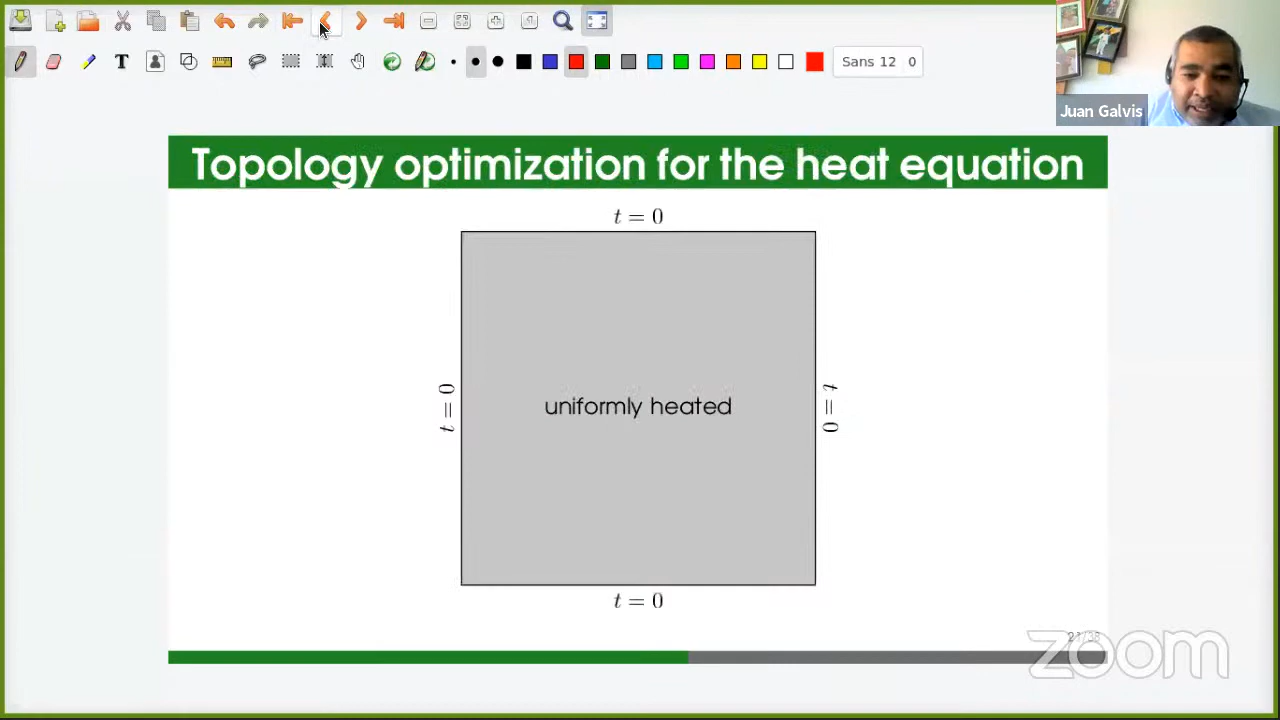 Sans 12 0
Juan Galvis
Topology optimization for the heat equation
t = 0
t = 0
uniformly heated
t = 0
t = 0
zoom